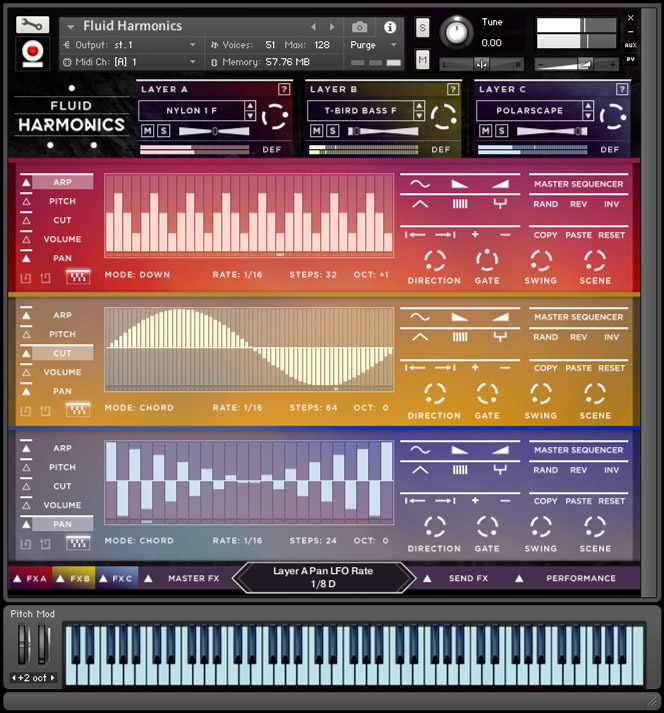 Fluid Harmonics
Output: st. 1 Voices: 51 Max: 128 Purge
Midi Ch: [A] 1 Memory: 57.76 MB
S
M
Tune
0.00
L R
AUX
PV
FLUID
HARMONICS
LAYER A ?
NYLON 1 F
M S
DEF
LAYER B ?
T-BIRD BASS F
M S
DEF
LAYER C ?
POLARSCAPE
M S
DEF
ARP
PITCH
CUT
VOLUME
PAN
MODE: DOWN RATE: 1/16 STEPS: 32 OCT: +1
MASTER SEQUENCER
RAND REV INV
COPY PASTE RESET
DIRECTION GATE SWING SCENE
ARP
PITCH
CUT
VOLUME
PAN
MODE: CHORD RATE: 1/16 STEPS: 64 OCT: 0
MASTER SEQUENCER
RAND REV INV
COPY PASTE RESET
DIRECTION GATE SWING SCENE
ARP
PITCH
CUT
VOLUME
PAN
MODE: CHORD RATE: 1/16 STEPS: 24 OCT: 0
MASTER SEQUENCER
RAND REV INV
COPY PASTE RESET
DIRECTION GATE SWING SCENE
FX A FX B FX C MASTER FX
Layer A Pan LFO Rate
1/8 D
SEND FX PERFORMANCE
Pitch Mod
+2 oct